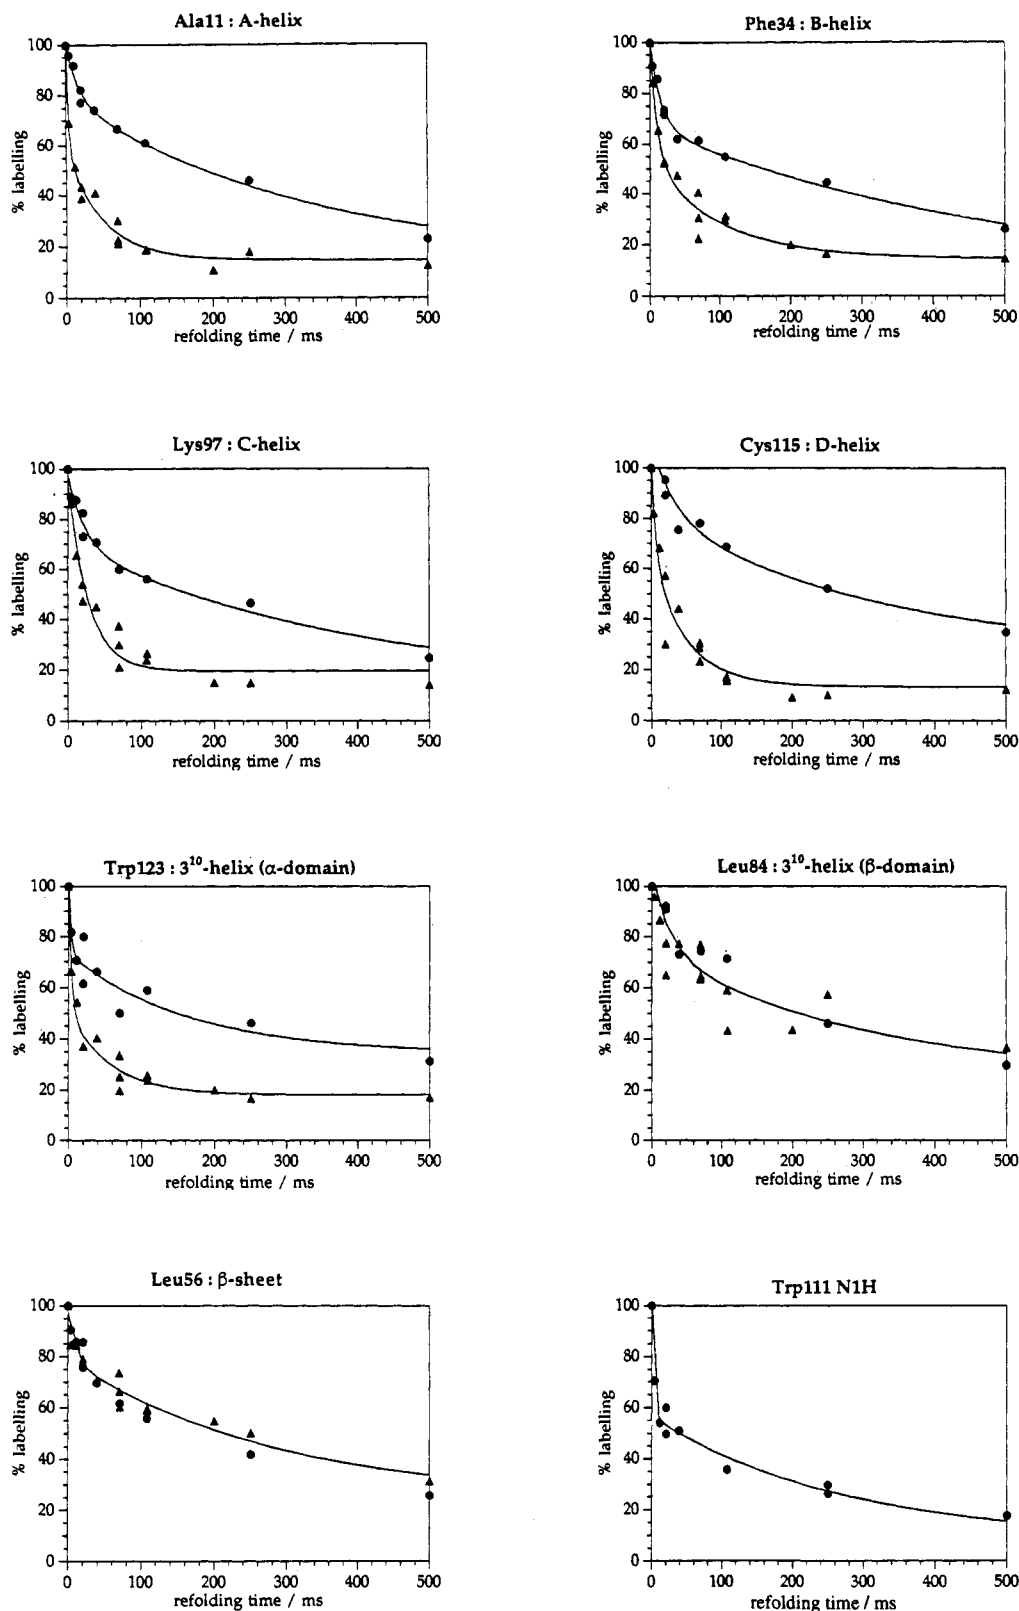 Ala11 : A-helix
% labelling
100
80
60
40
20
0
0 100 200 300 400 500
refolding time / ms
Phe34 : B-helix
% labelling
100
80
60
40
20
0
0 100 200 300 400 500
refolding time / ms
Lys97 : C-helix
% labelling
100
80
60
40
20
0
0 100 200 300 400 500
refolding time / ms
Cys115 : D-helix
% labelling
100
80
60
40
20
0
0 100 200 300 400 500
refolding time / ms
Trp123 : 3¹⁰-helix (α-domain)
% labelling
100
80
60
40
20
0
0 100 200 300 400 500
refolding time / ms
Leu84 : 3¹⁰-helix (β-domain)
% labelling
100
80
60
40
20
0
0 100 200 300 400 500
refolding time / ms
Leu56 : β-sheet
% labelling
100
80
60
40
20
0
0 100 200 300 400 500
refolding time / ms
Trp111 N1H
% labelling
100
80
60
40
20
0
0 100 200 300 400 500
refolding time / ms